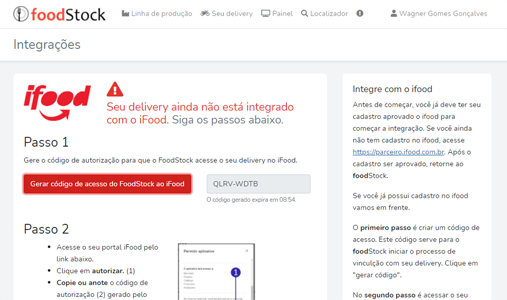 foodStock
Linha de produção
Seu delivery
Painel
Localizador
Wagner Gomes Gonçalves
Integrações
ifood
Seu delivery ainda não está integrado
com o iFood. Siga os passos abaixo.
Passo 1
Gere o código de autorização para que o FoodStock acesse o seu delivery no iFood.
Gerar código de acesso do FoodStock ao iFood
QLRV-WDTB
O código gerado expira em 08:54.
Passo 2
Acesse o seu portal iFood pelo
link abaixo.
Clique em autorizar. (1)
Copie ou anote o código de
autorização (2) gerado pelo
Permitir aplicativo
1
Integre com o ifood
Antes de começar, você já deve ter seu
cadastro aprovado o ifood para
começar a integração. Se você ainda
não tem cadastro no ifood, acesse
https://parceiro.ifood.com.br. Após o
cadastro ser aprovado, retorne ao
foodStock.
Se você já possui cadastro no ifood
vamos em frente.
O primeiro passo é criar um código de
acesso. Este código serve para o
foodStock iniciar o processo de
vinculção com seu delivery. Clique em
"gerar código".
No segundo passo é acessar o seu